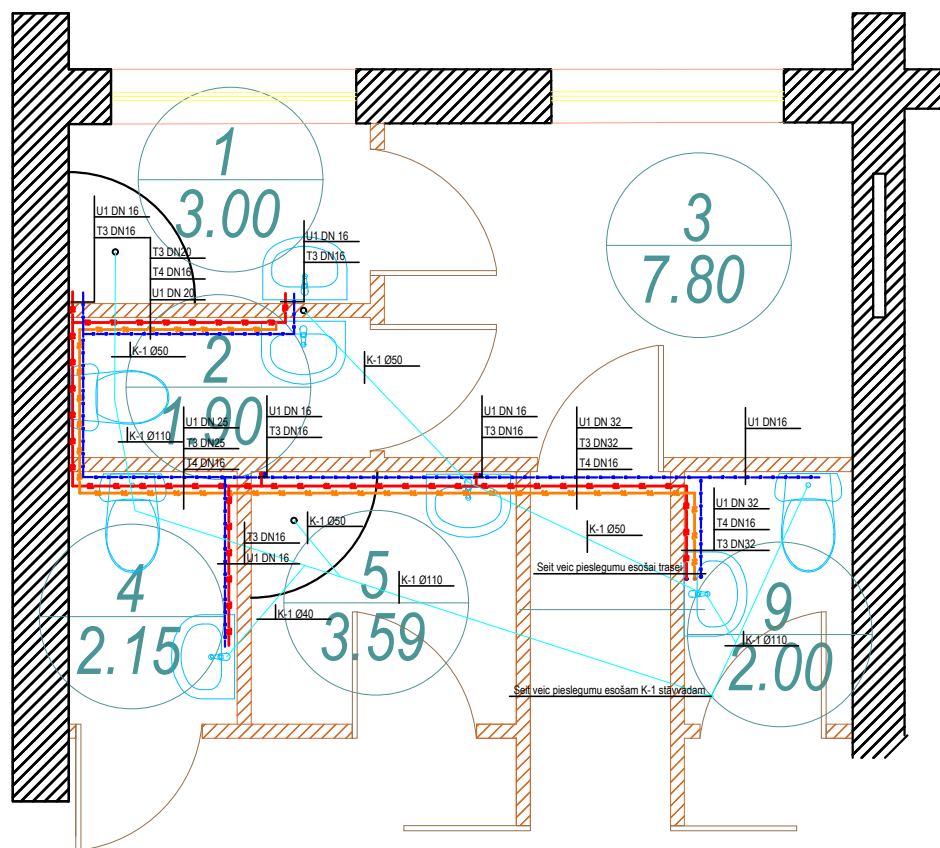 1
3.00
3
7.80
U1 DN 16
T3 DN16
T3 DN20
T4 DN16
U1 DN 20
U1 DN 16
T3 DN16
K-1 Ø50
2
1.90
K-1 Ø50
K-1 Ø110
U1 DN 25
T3 DN25
T4 DN16
U1 DN 16
T3 DN16
U1 DN 16
T3 DN16
U1 DN 32
T3 DN32
T4 DN16
U1 DN16
K-1 Ø50
T3 DN16
U1 DN 16
K-1 Ø50
U1 DN 32
T4 DN16
T3 DN32
Seit veic pieslegumu esošai trasei
4
2.15
5
3.59
K-1 Ø110
K-1 Ø40
9
2.00
K-1 Ø110
Seit veic pieslegumu esošam K-1 stāvvadam